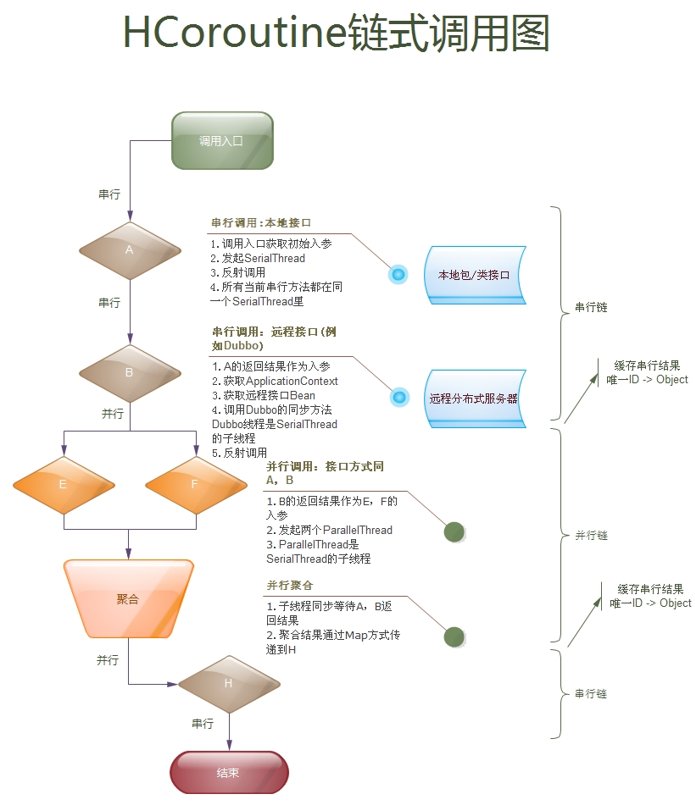 HCoroutine链式调用图
调用入口
串行
A
串行调用:本地接口
1. 调用入口获取初始入参
2. 发起SerialThread
3. 反射调用
4. 所有当前串行方法都在同
一个SerialThread里
本地包/类接口
串行
串行链
B
串行调用：远程接口(例
如Dubbo)
1. A的返回结果作为入参
2. 获取ApplicationContext
3. 获取远程接口Bean
4. 调用Dubbo的同步方法
Dubbo线程是SerialThread
的子线程
5. 反射调用
远程分布式服务器
缓存串行结果
唯一ID -> Object
并行
E
F
并行调用：接口方式同
A，B
1. B的返回结果作为E，F的
入参
2. 发起两个ParallelThread
3. ParallelThread是
SerialThread的子线程
并行链
聚合
并行聚合
1. 子线程同步等待A，B返
回结果
2. 聚合结果通过Map方式传
递到H
缓存串行结果
唯一ID -> Object
并行
H
串行链
串行
结束